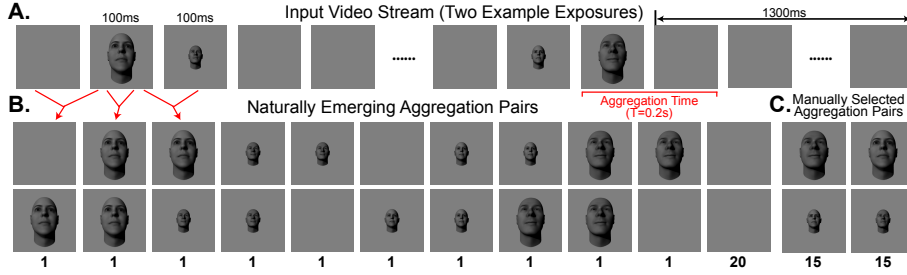 A. Input Video Stream (Two Example Exposures)
100ms 100ms 1300ms
......
......
B. Naturally Emerging Aggregation Pairs
Aggregation Time
(T=0.2s)
C. Manually Selected
Aggregation Pairs
1 1 1 1 1 1 1 1 1 1 20 15 15